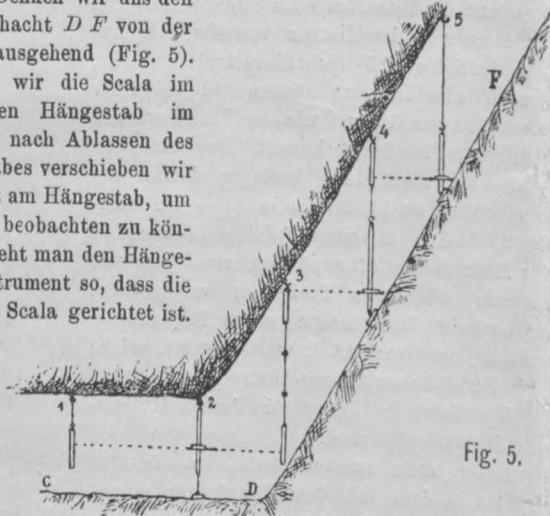 Denken wir uns den
hacht D F von der
ausgehend (Fig. 5).
wir die Scala im
en Hängestab im
nach Ablassen des
abes verschieben wir
t am Hängestab, um
beobachten zu kön-
eht man den Hänge-
trument so, dass die
Scala gerichtet ist.
5
F
4
3
1
2
C
D
Fig. 5.